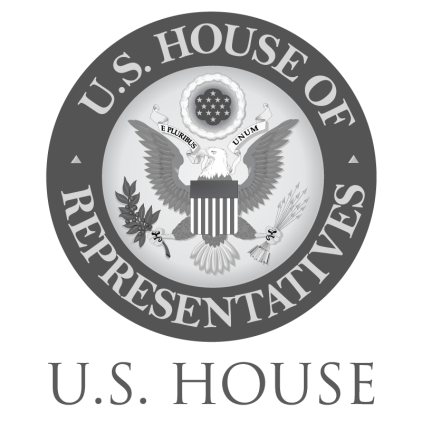 U.S. HOUSE OF
E PLURIBUS UNUM
REPRESENTATIVES
U.S. HOUSE